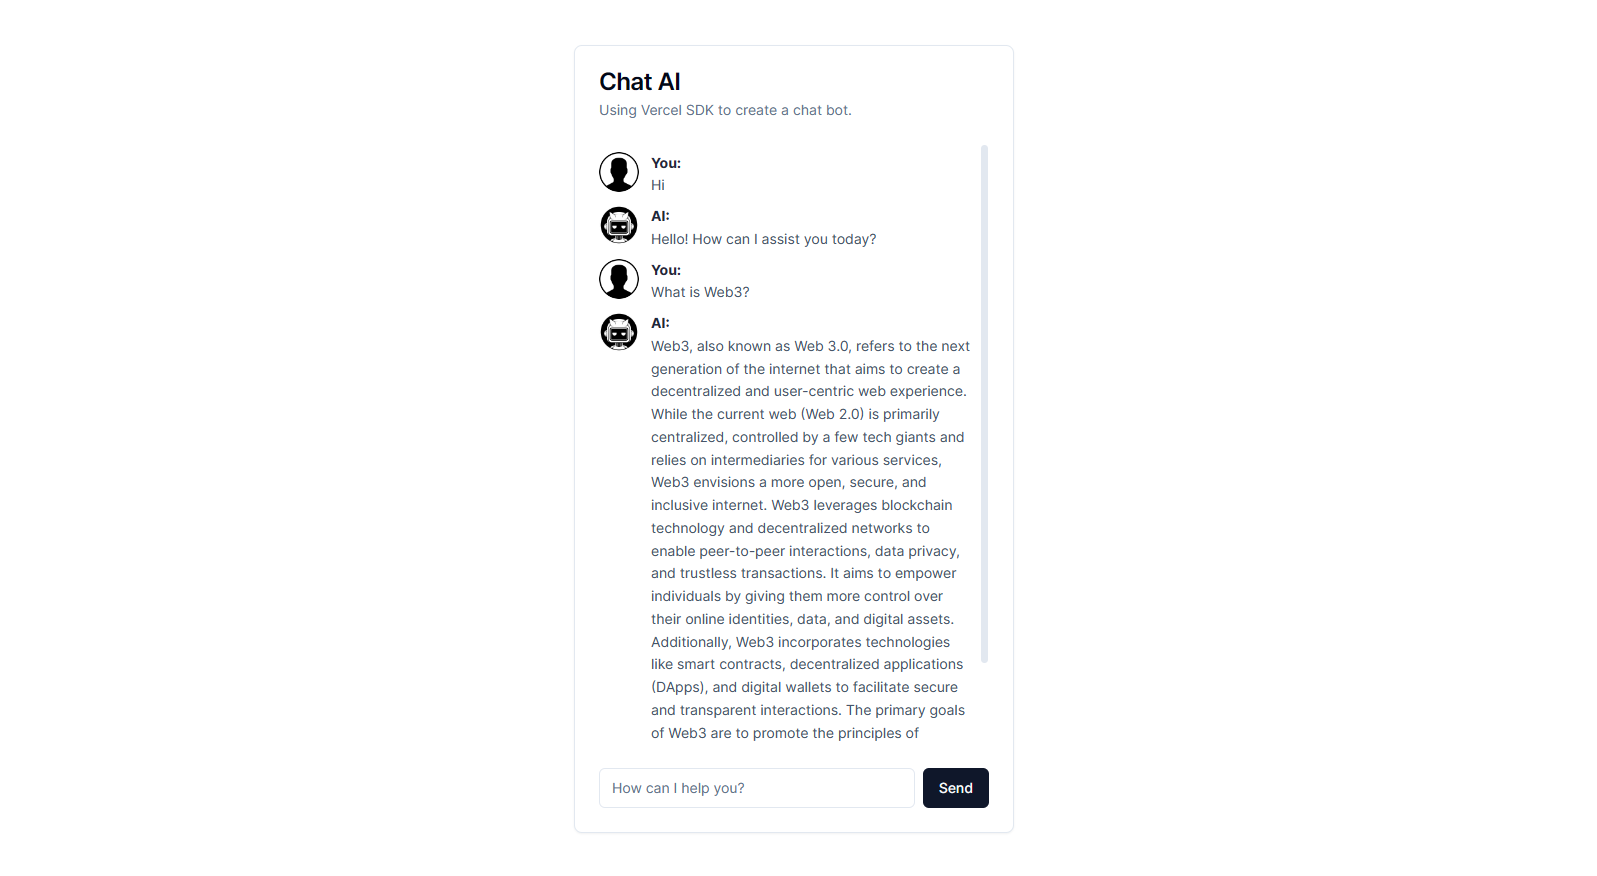 Chat AI
Using Vercel SDK to create a chat bot.
You:
Hi
AI:
Hello! How can I assist you today?
You:
What is Web3?
AI:
Web3, also known as Web 3.0, refers to the next
generation of the internet that aims to create a
decentralized and user-centric web experience.
While the current web (Web 2.0) is primarily
centralized, controlled by a few tech giants and
relies on intermediaries for various services,
Web3 envisions a more open, secure, and
inclusive internet. Web3 leverages blockchain
technology and decentralized networks to
enable peer-to-peer interactions, data privacy,
and trustless transactions. It aims to empower
individuals by giving them more control over
their online identities, data, and digital assets.
Additionally, Web3 incorporates technologies
like smart contracts, decentralized applications
(DApps), and digital wallets to facilitate secure
and transparent interactions. The primary goals
of Web3 are to promote the principles of
How can I help you?
Send